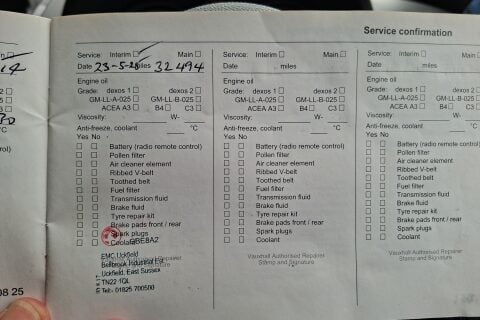 Service confirmation
Service: Interim Main
Date 23-5- miles 32494
Engine oil
Grade: dexos 1 dexos 2
GM-LL-A-025 GM-LL-B-025
ACEA A3 B4 C3
Viscosity: W-
Anti-freeze, coolant °C
Yes No
Battery (radio remote control)
Pollen filter
Air cleaner element
Ribbed V-belt
Toothed belt
Fuel filter
Transmission fluid
Brake fluid
Tyre repair kit
Brake pads front / rear
Spark plugs
Coolant
EMC Uckfield
Bellbrook Industrial Est
Uckfield, East Sussex
TN22 1QL
Tel: 01825 700500
Service: Interim Main
Date miles
Engine oil
Grade: dexos 1 dexos 2
GM-LL-A-025 GM-LL-B-025
ACEA A3 B4 C3
Viscosity: W-
Anti-freeze, coolant °C
Yes No
Battery (radio remote control)
Pollen filter
Air cleaner element
Ribbed V-belt
Toothed belt
Fuel filter
Transmission fluid
Brake fluid
Tyre repair kit
Brake pads front / rear
Spark plugs
Coolant
Vauxhall Authorised Repairer
Stamp and Signature
Service: Interim Main
Date miles
Engine oil
Grade: dexos 1 dexos 2
GM-LL-A-025 GM-LL-B-025
ACEA A3 B4 C3
Viscosity: W-
Anti-freeze, coolant °C
Yes No
Battery (radio remote control)
Pollen filter
Air cleaner element
Ribbed V-belt
Toothed belt
Fuel filter
Transmission fluid
Brake fluid
Tyre repair kit
Brake pads front / rear
Spark plugs
Coolant
Vauxhall Authorised Repairer
Stamp and Signature
08 25